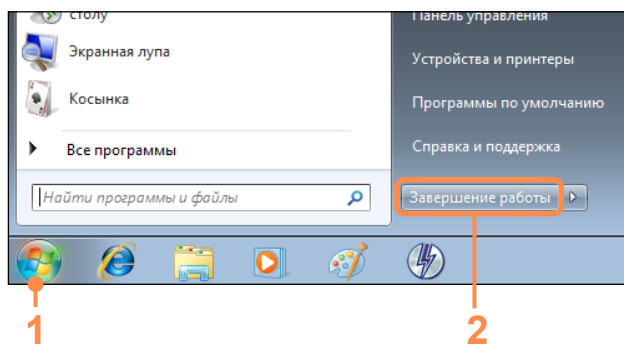 столу
Панель управления
Экранная лупа
Устройства и принтеры
Косынка
Программы по умолчанию
Все программы
Справка и поддержка
Найти программы и файлы
Завершение работы
1
2